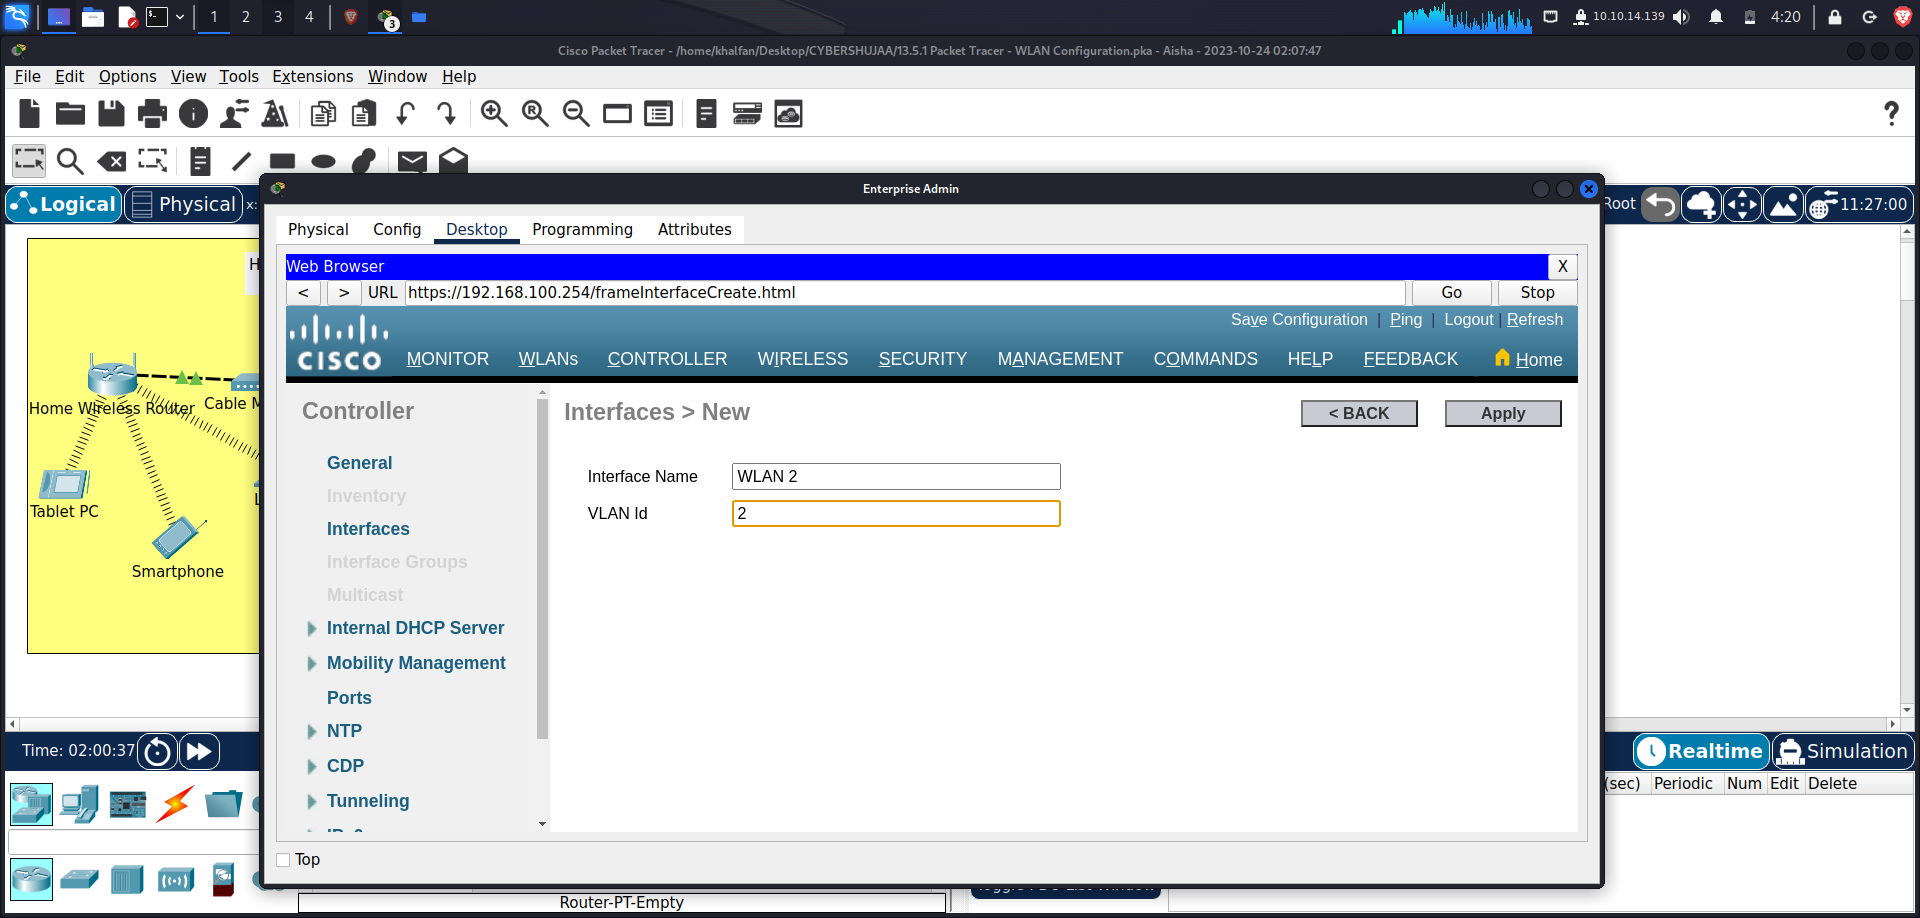 1
2
3
4
3
10.10.14.139
4:20
Cisco Packet Tracer - /home/khalfan/Desktop/CYBERSHUJAA/13.5.1 Packet Tracer - WLAN Configuration.pka - Aisha - 2023-10-24 02:07:47
File Edit Options View Tools Extensions Window Help
Logical
Physical
x:
Root
11:27:00
Enterprise Admin
Physical Config Desktop Programming Attributes
Web Browser
X
< > URL https://192.168.100.254/frameInterfaceCreate.html Go Stop
Save Configuration | Ping | Logout | Refresh
CISCO
MONITOR WLANs CONTROLLER WIRELESS SECURITY MANAGEMENT COMMANDS HELP FEEDBACK Home
Controller
General
Inventory
Interfaces
Interface Groups
Multicast
Internal DHCP Server
Mobility Management
Ports
NTP
CDP
Tunneling
Interfaces > New
< BACK
Apply
Interface Name WLAN 2
VLAN Id 2
Top
H
Home Wireless Router
Cable M
Tablet PC
L
Smartphone
Time: 02:00:37
Realtime
Simulation
(sec) Periodic Num Edit Delete
Router-PT-Empty